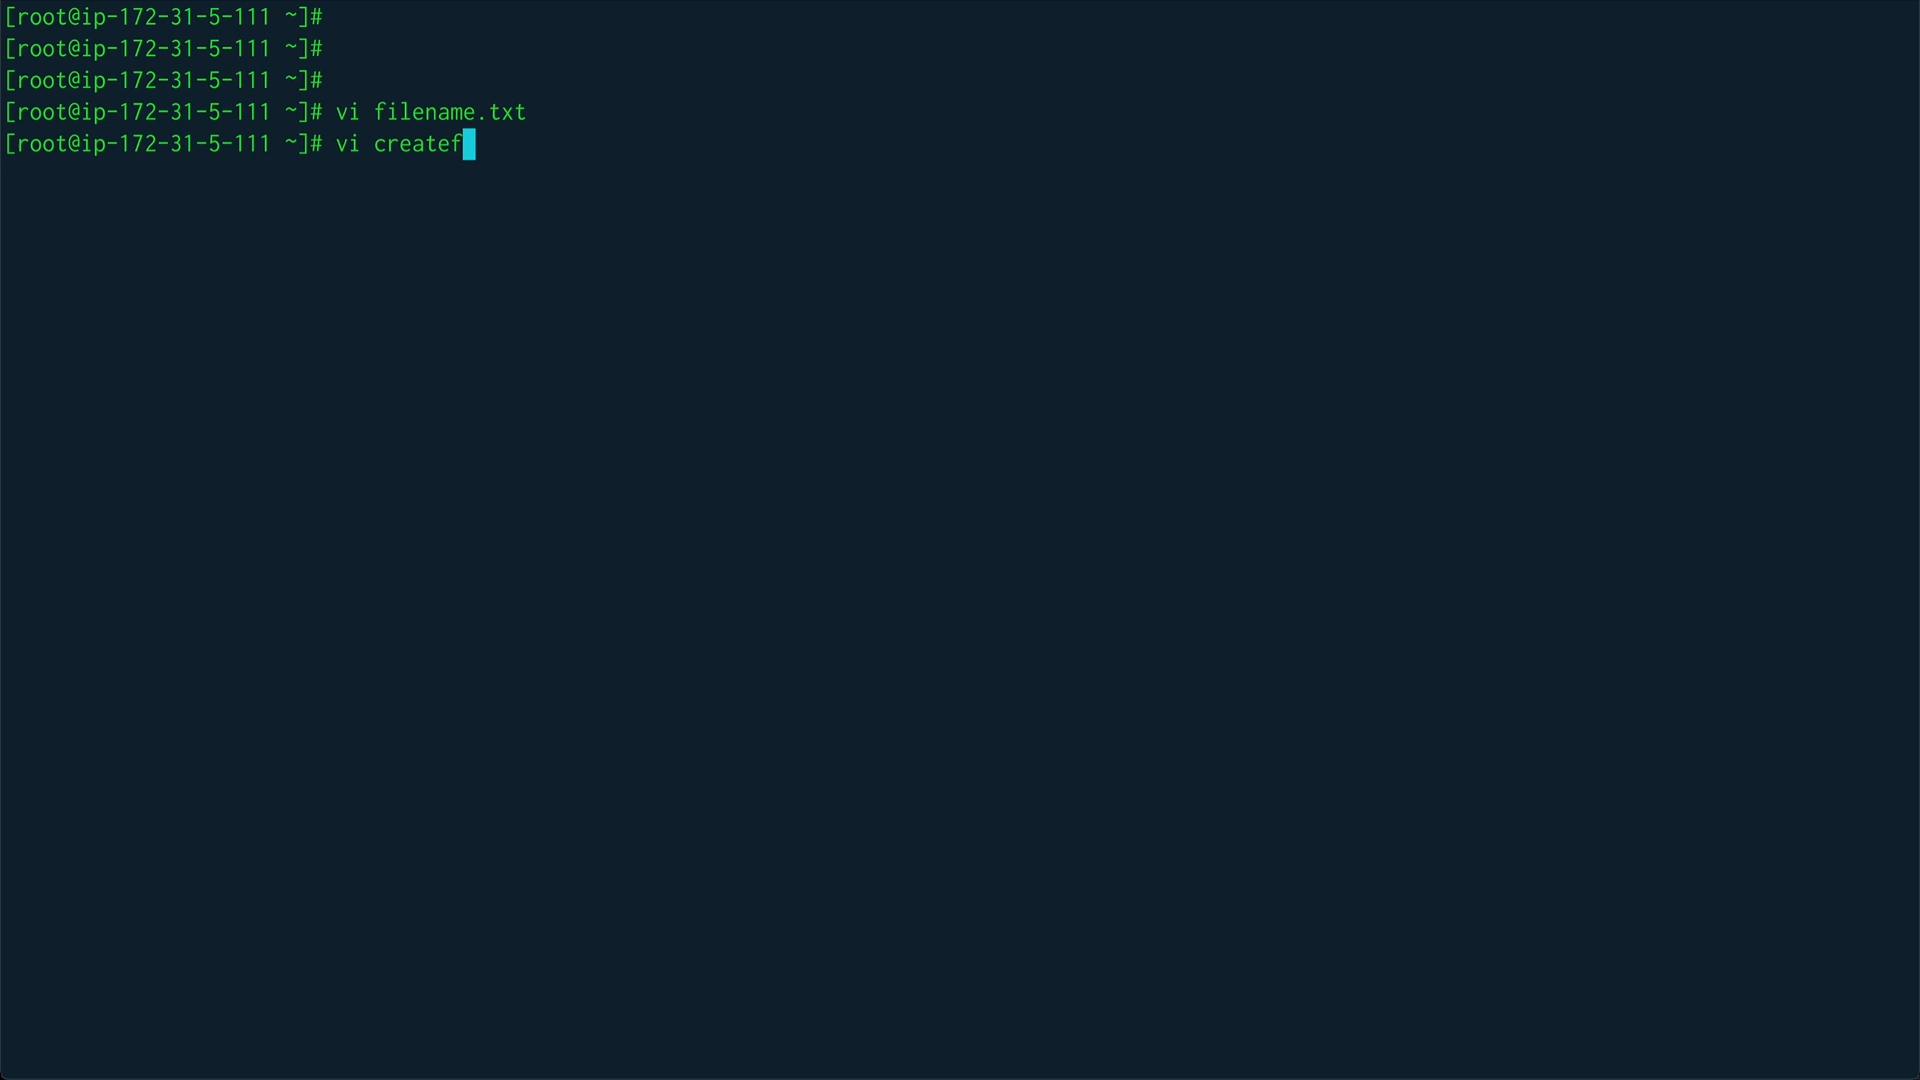 [root@ip-172-31-5-111 ~]#
[root@ip-172-31-5-111 ~]#
[root@ip-172-31-5-111 ~]#
[root@ip-172-31-5-111 ~]# vi filename.txt
[root@ip-172-31-5-111 ~]# vi createf